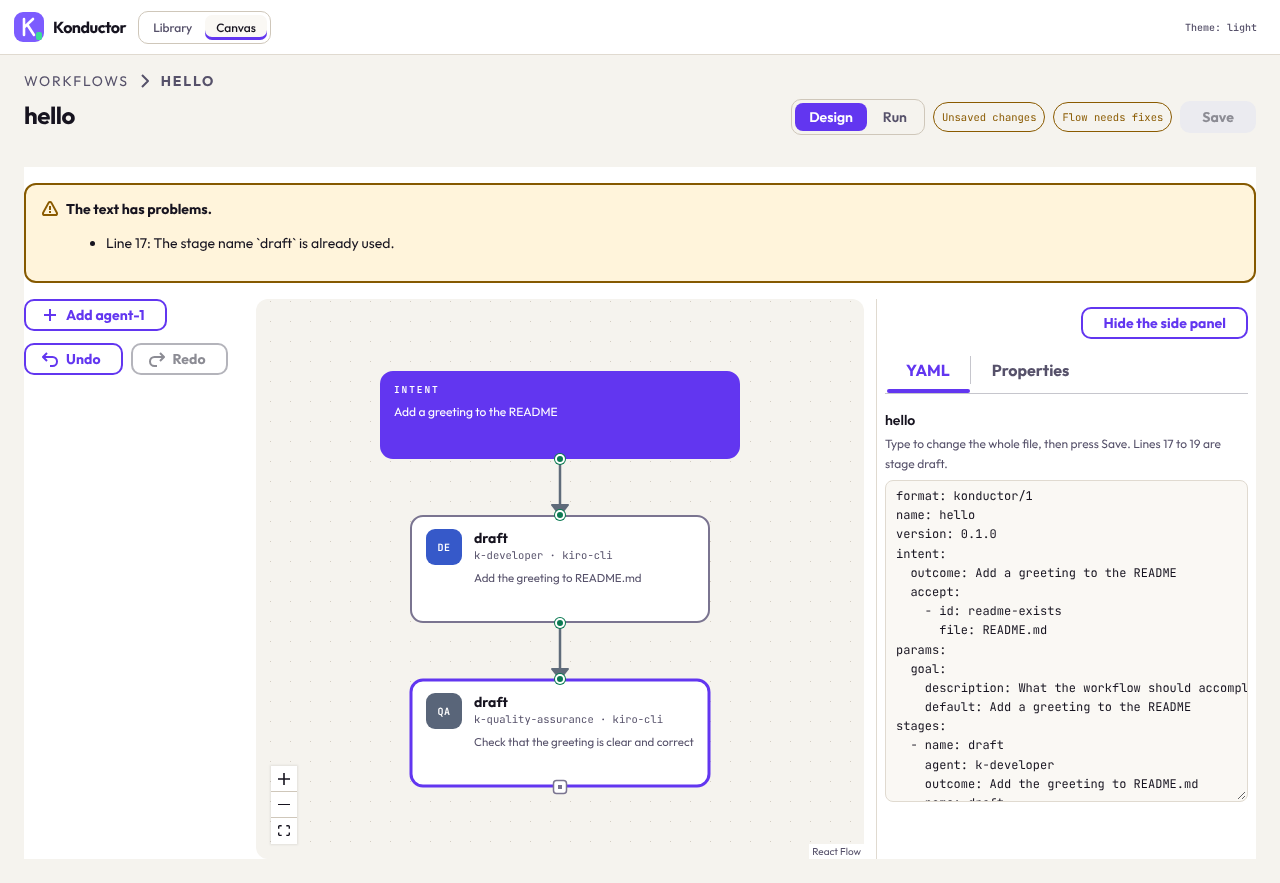 Konductor
Library
Canvas
Theme: light
WORKFLOWS > HELLO
hello
Design
Run
Unsaved changes
Flow needs fixes
Save
The text has problems.
• Line 17: The stage name `draft` is already used.
+ Add agent-1
Undo
Redo
INTENT
Add a greeting to the README
DE
draft
k-developer · kiro-cli
Add the greeting to README.md
QA
draft
k-quality-assurance · kiro-cli
Check that the greeting is clear and correct
React Flow
Hide the side panel
YAML
Properties
hello
Type to change the whole file, then press Save. Lines 17 to 19 are
stage draft.
format: konductor/1
name: hello
version: 0.1.0
intent:
  outcome: Add a greeting to the README
  accept:
    - id: readme-exists
      file: README.md
params:
  goal:
    description: What the workflow should accompl
    default: Add a greeting to the README
stages:
  - name: draft
    agent: k-developer
    outcome: Add the greeting to README.md